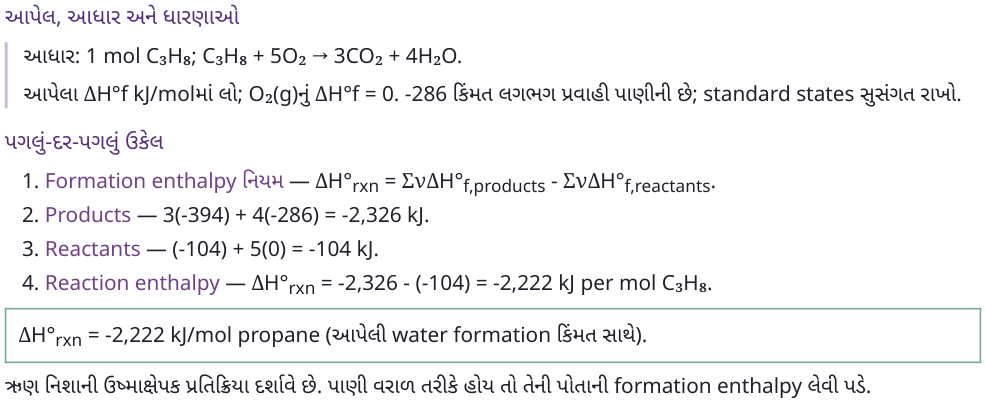 આપેલ, આધાર અને ધારણાઓ
આધાર: 1 mol C₃H₈; C₃H₈ + 5O₂ → 3CO₂ + 4H₂O.
આપેલા ΔH°f kJ/molમાં લો; O₂(g)નું ΔH°f = 0. -286 કિંમત લગભગ પ્રવાહી પાણીની છે; standard states સુસંગત રાખો.
પગલું-દર-પગલું ઉકેલ
1. Formation enthalpy નિયમ — ΔH°rxn = ΣνΔH°f,products - ΣνΔH°f,reactants.
2. Products — 3(-394) + 4(-286) = -2,326 kJ.
3. Reactants — (-104) + 5(0) = -104 kJ.
4. Reaction enthalpy — ΔH°rxn = -2,326 - (-104) = -2,222 kJ per mol C₃H₈.
ΔH°rxn = -2,222 kJ/mol propane (આપેલી water formation કિંમત સાથે).
ઋણ નિશાની ઉષ્માક્ષેપક પ્રતિક્રિયા દર્શાવે છે. પાણી વરાળ તરીકે હોય તો તેની પોતાની formation enthalpy લેવી પડે.